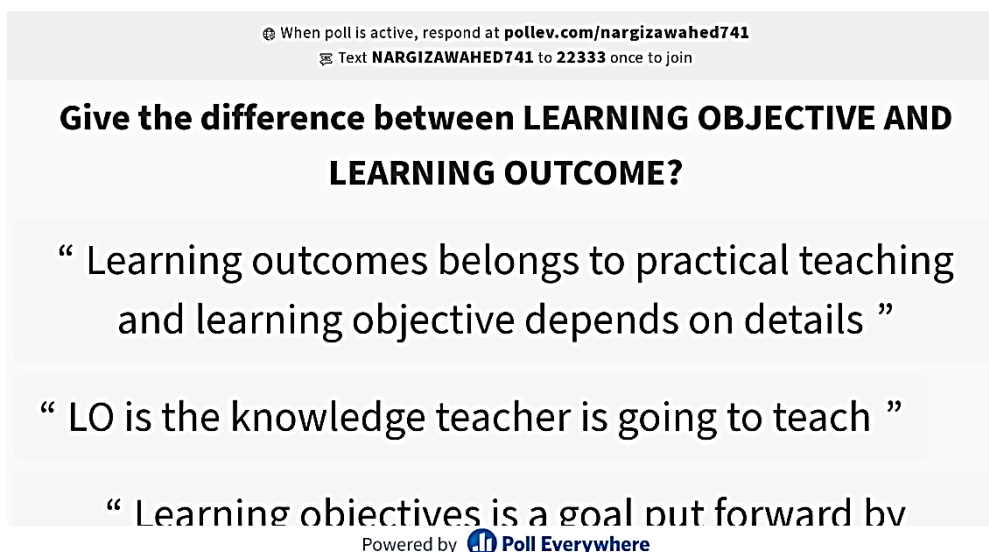 When poll is active, respond at pollev.com/nargizawahed741
Text NARGIZAWAHED741 to 22333 once to join
Give the difference between LEARNING OBJECTIVE AND
LEARNING OUTCOME?
“ Learning outcomes belongs to practical teaching
and learning objective depends on details ”
“ LO is the knowledge teacher is going to teach ”
“ Learning objectives is a goal put forward by
Powered by Poll Everywhere